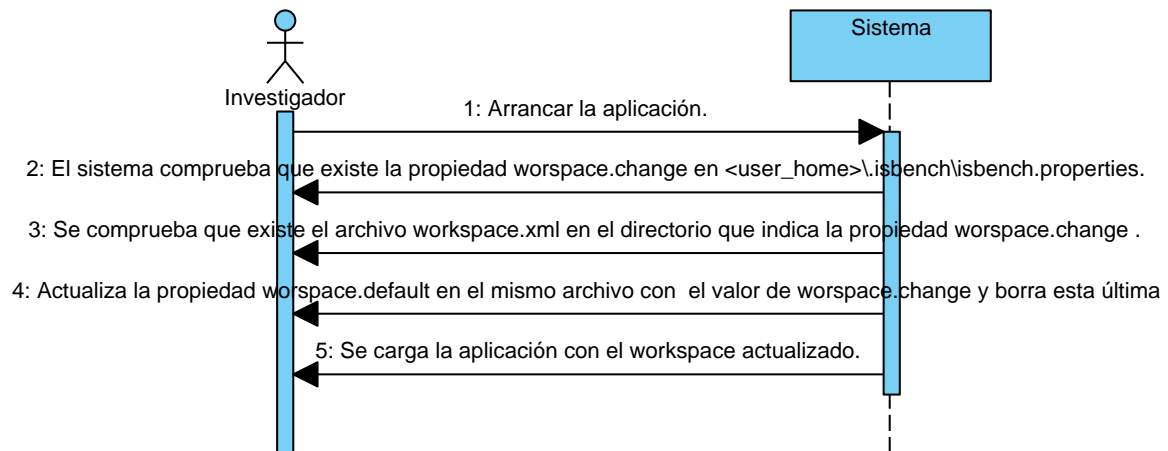 Sistema
Investigador
1: Arrancar la aplicación.
2: El sistema comprueba que existe la propiedad worspace.change en <user_home>\.isbench\isbench.properties.
3: Se comprueba que existe el archivo workspace.xml en el directorio que indica la propiedad worspace.change .
4: Actualiza la propiedad worspace.default en el mismo archivo con  el valor de worspace.change y borra esta última
5: Se carga la aplicación con el workspace actualizado.